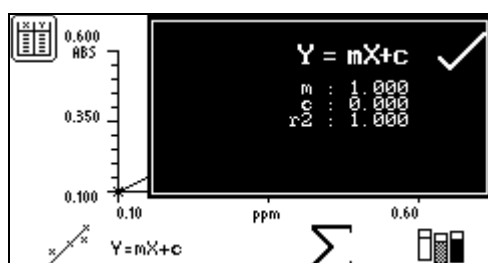 X Y
0.600
ABS
0.350
0.100
0.10 ppm 0.60
Y = mX+c
m : 1.000
c : 0.000
r2 : 1.000
Y=mX+c
Σ